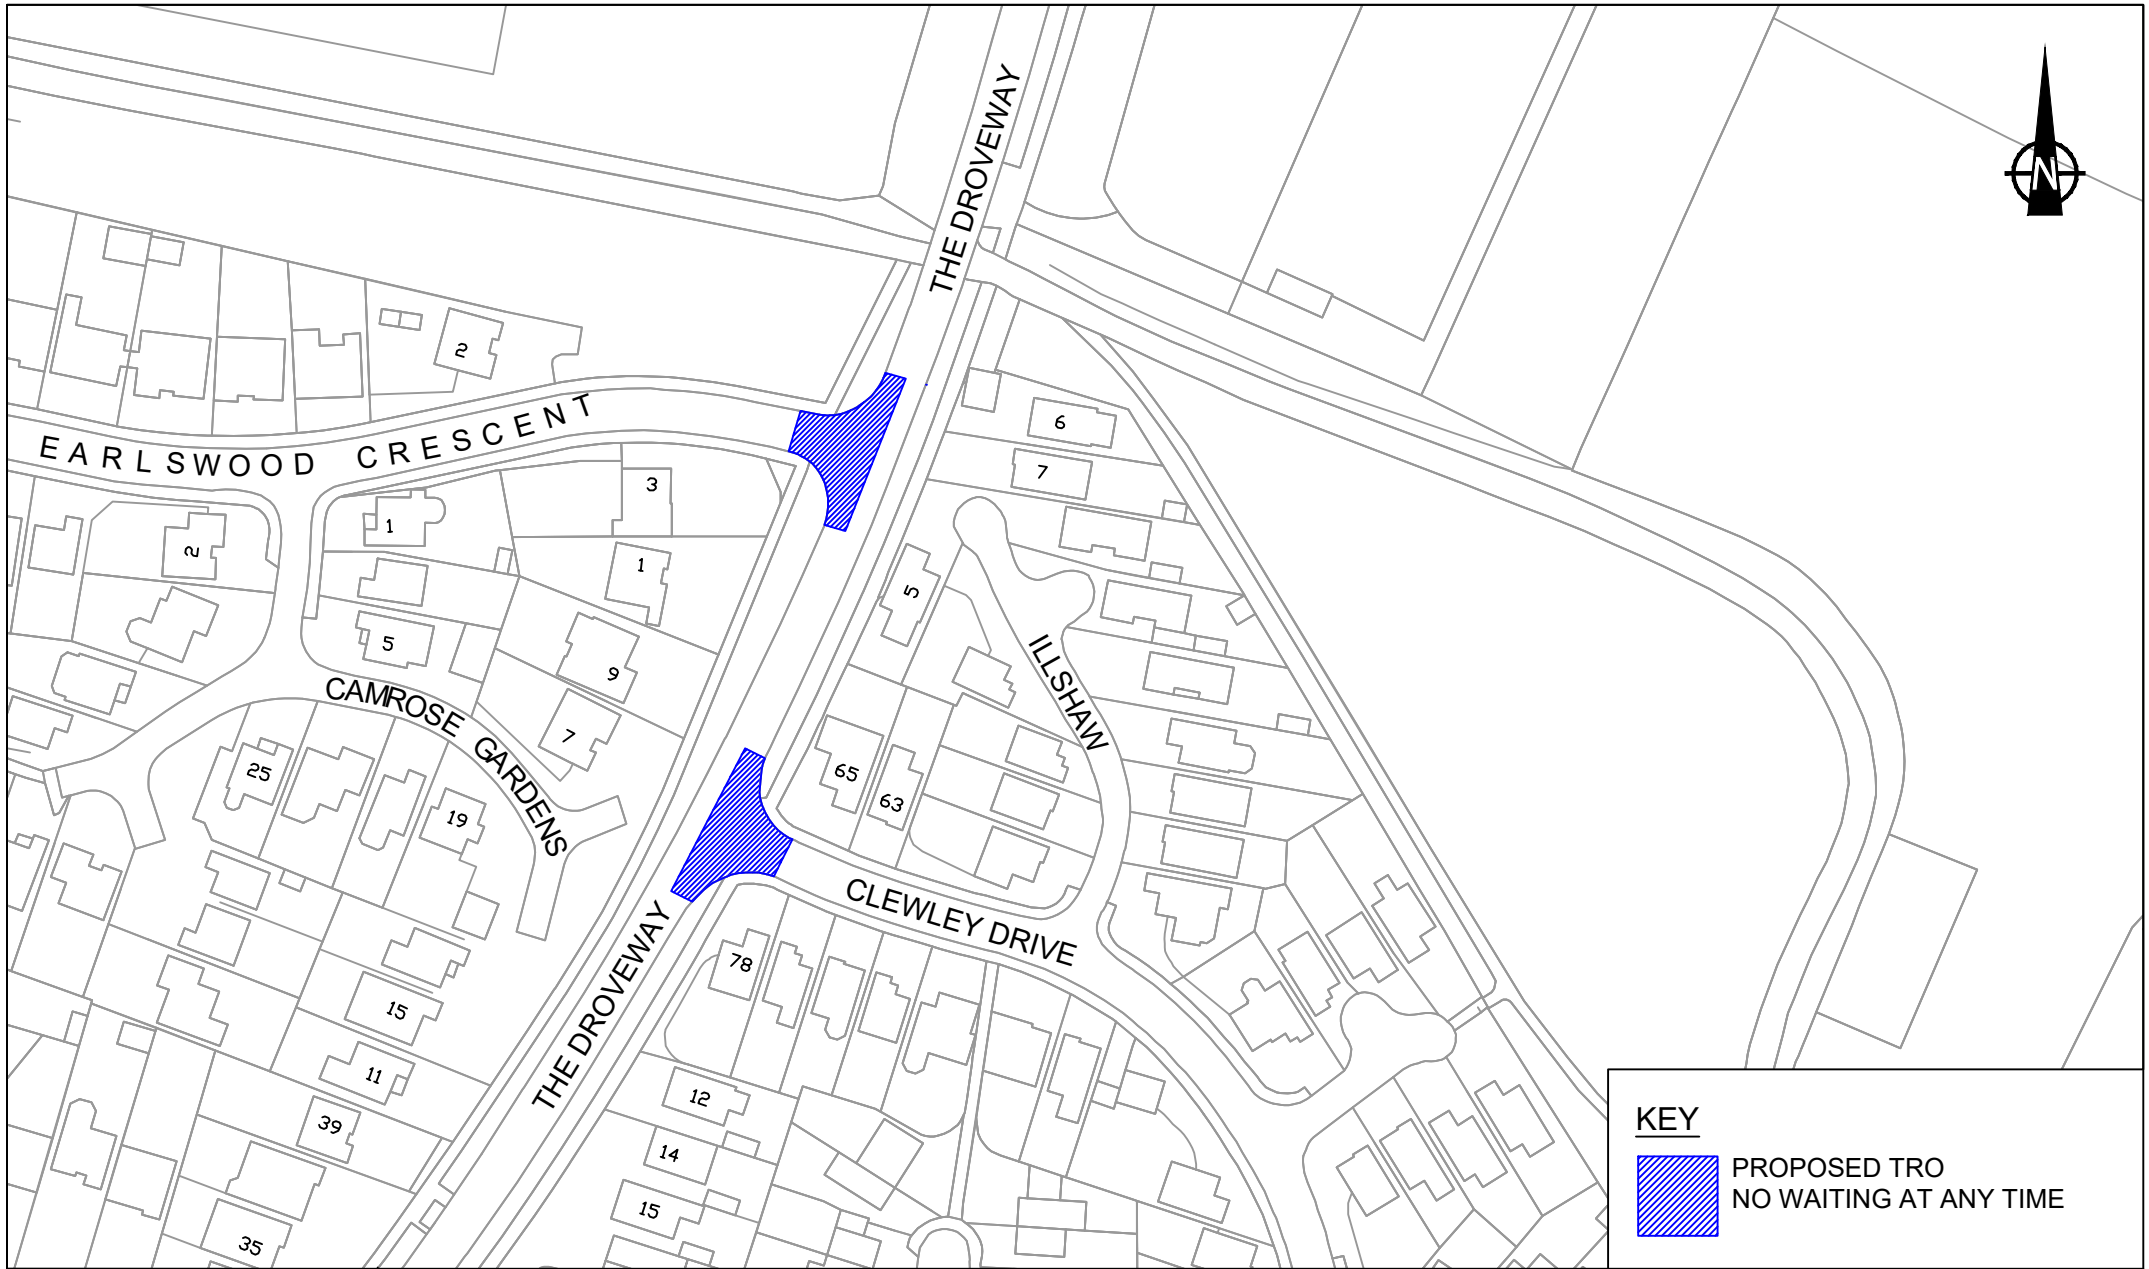 THE DROVEWAY
N
2
6
EARLSWOOD CRESCENT
7
3
1
2
1
5
5
9
ILLSHAW
CAMROSE GARDENS
7
25
65
63
19
CLEWLEY DRIVE
78
THE DROVEWAY
15
11
12
39
14
15
35
KEY
PROPOSED TRO
NO WAITING AT ANY TIME